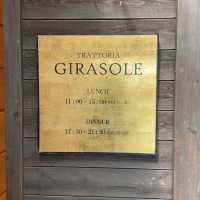 TRATTORIA
GIRASOLE
LUNCH
11:00 - 15:00
DINNER
17:30 - 21:30